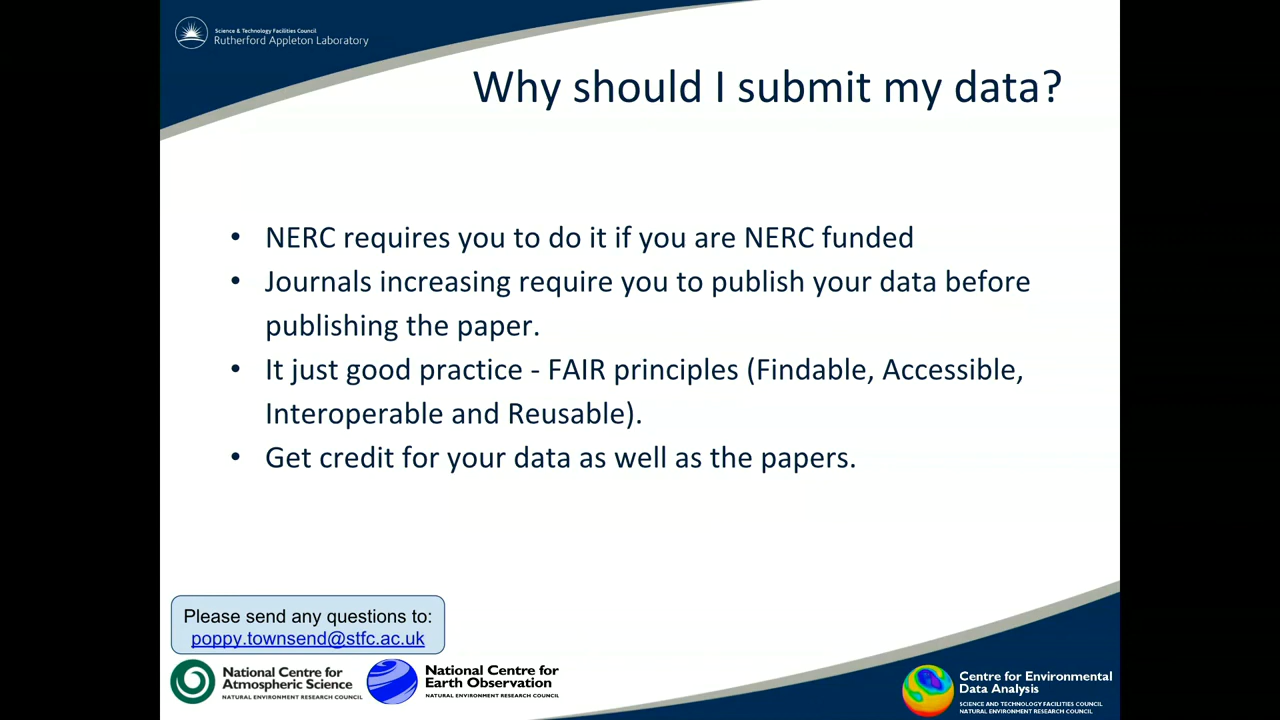 Science & Technology Facilities Council
Rutherford Appleton Laboratory
Why should I submit my data?
• NERC requires you to do it if you are NERC funded
• Journals increasing require you to publish your data before
publishing the paper.
• It just good practice - FAIR principles (Findable, Accessible,
Interoperable and Reusable).
• Get credit for your data as well as the papers.
Please send any questions to:
poppy.townsend@stfc.ac.uk
National Centre for
Atmospheric Science
NATURAL ENVIRONMENT RESEARCH COUNCIL
National Centre for
Earth Observation
NATURAL ENVIRONMENT RESEARCH COUNCIL
Centre for Environmental
Data Analysis
SCIENCE AND TECHNOLOGY FACILITIES COUNCIL
NATURAL ENVIRONMENT RESEARCH COUNCIL